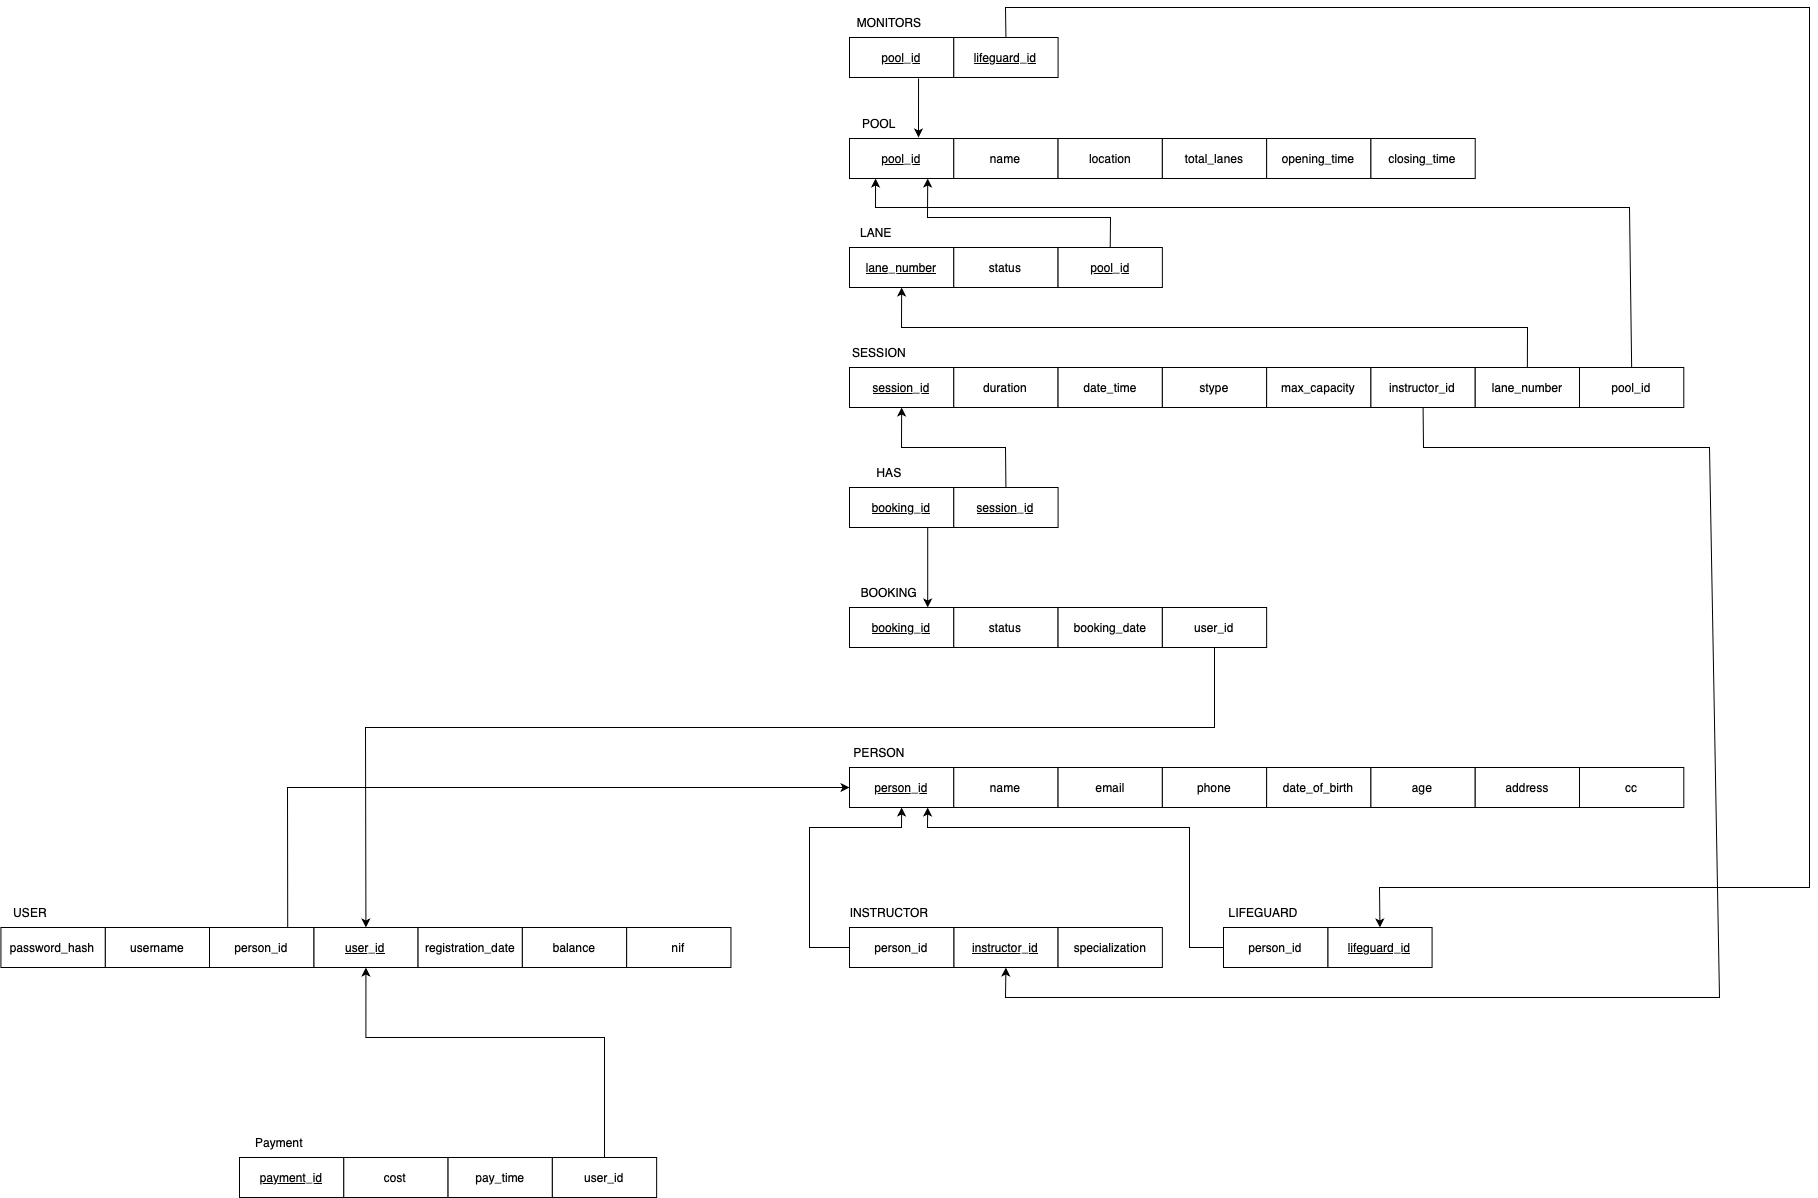 MONITORS
pool_id lifeguard_id
POOL
pool_id name location total_lanes opening_time closing_time
LANE
lane_number status pool_id
SESSION
session_id duration date_time stype max_capacity instructor_id lane_number pool_id
HAS
booking_id session_id
BOOKING
booking_id status booking_date user_id
PERSON
person_id name email phone date_of_birth age address cc
USER INSTRUCTOR LIFEGUARD
password_hash username person_id user_id registration_date balance nif person_id instructor_id specialization person_id lifeguard_id
Payment
payment_id cost pay_time user_id